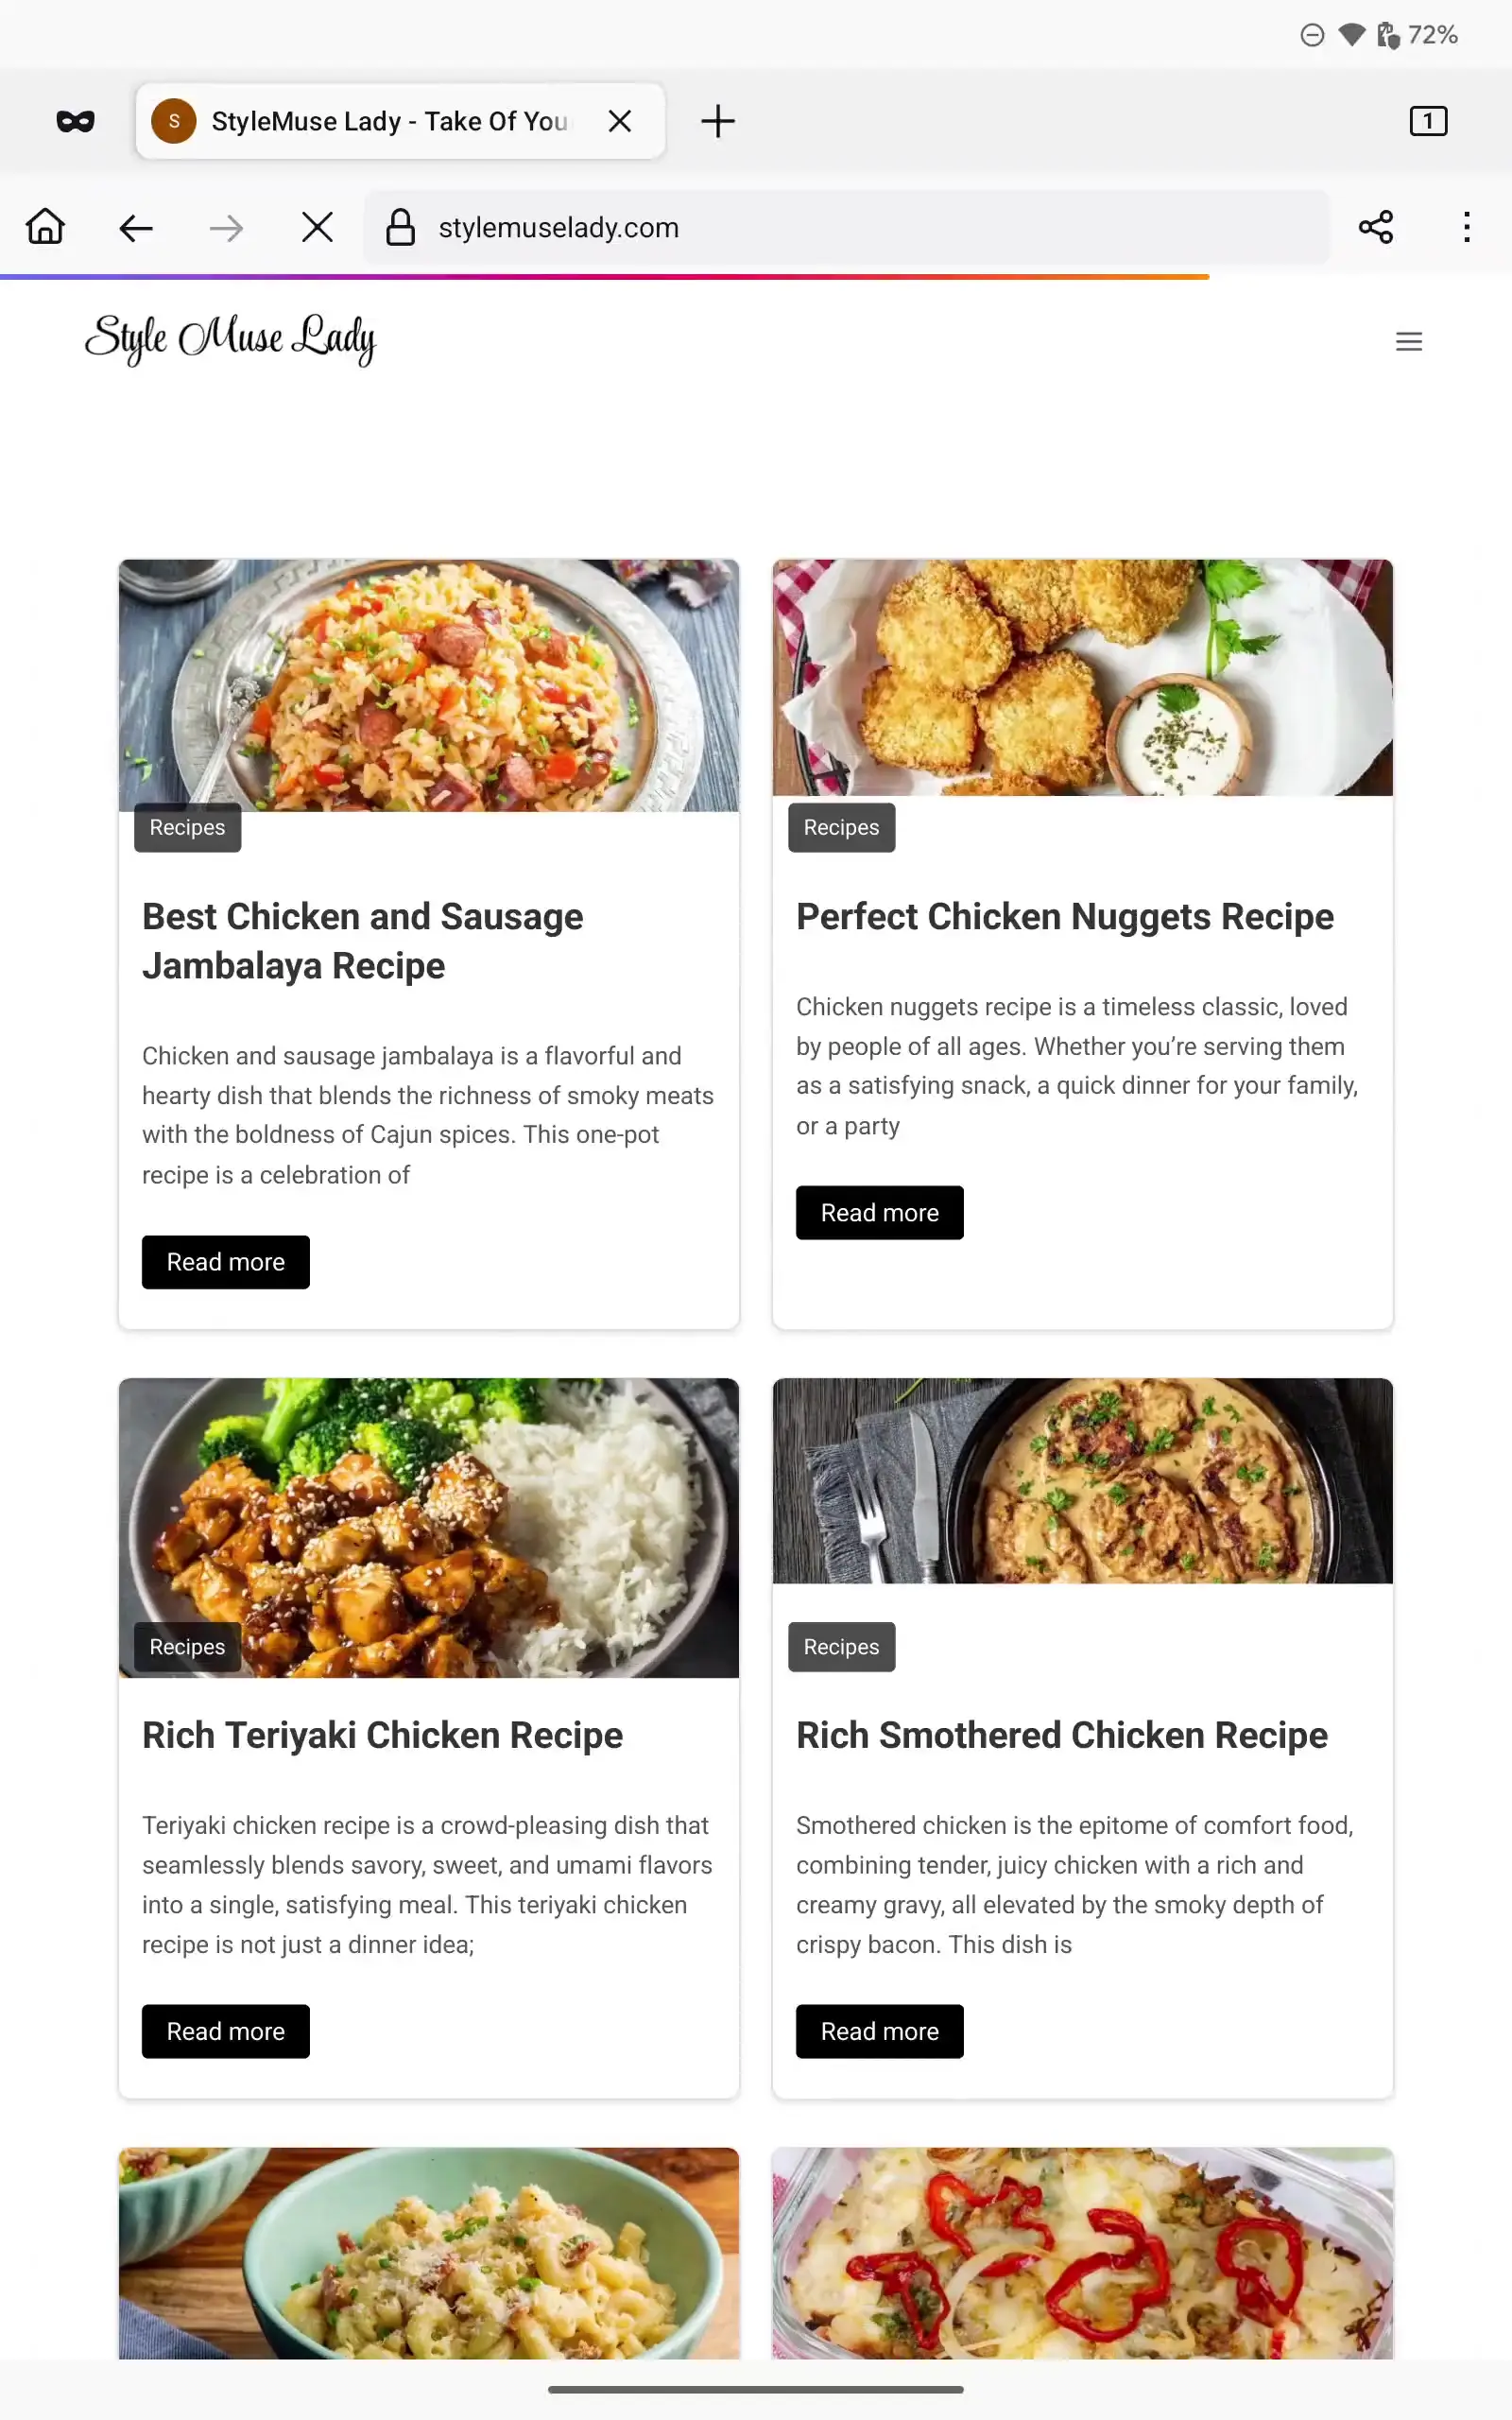 72%
S StyleMuse Lady - Take Of You
1
stylemuselady.com
Style Muse Lady
Recipes
Best Chicken and Sausage
Jambalaya Recipe
Chicken and sausage jambalaya is a flavorful and
hearty dish that blends the richness of smoky meats
with the boldness of Cajun spices. This one-pot
recipe is a celebration of
Read more
Recipes
Perfect Chicken Nuggets Recipe
Chicken nuggets recipe is a timeless classic, loved
by people of all ages. Whether you’re serving them
as a satisfying snack, a quick dinner for your family,
or a party
Read more
Recipes
Rich Teriyaki Chicken Recipe
Teriyaki chicken recipe is a crowd-pleasing dish that
seamlessly blends savory, sweet, and umami flavors
into a single, satisfying meal. This teriyaki chicken
recipe is not just a dinner idea;
Read more
Recipes
Rich Smothered Chicken Recipe
Smothered chicken is the epitome of comfort food,
combining tender, juicy chicken with a rich and
creamy gravy, all elevated by the smoky depth of
crispy bacon. This dish is
Read more